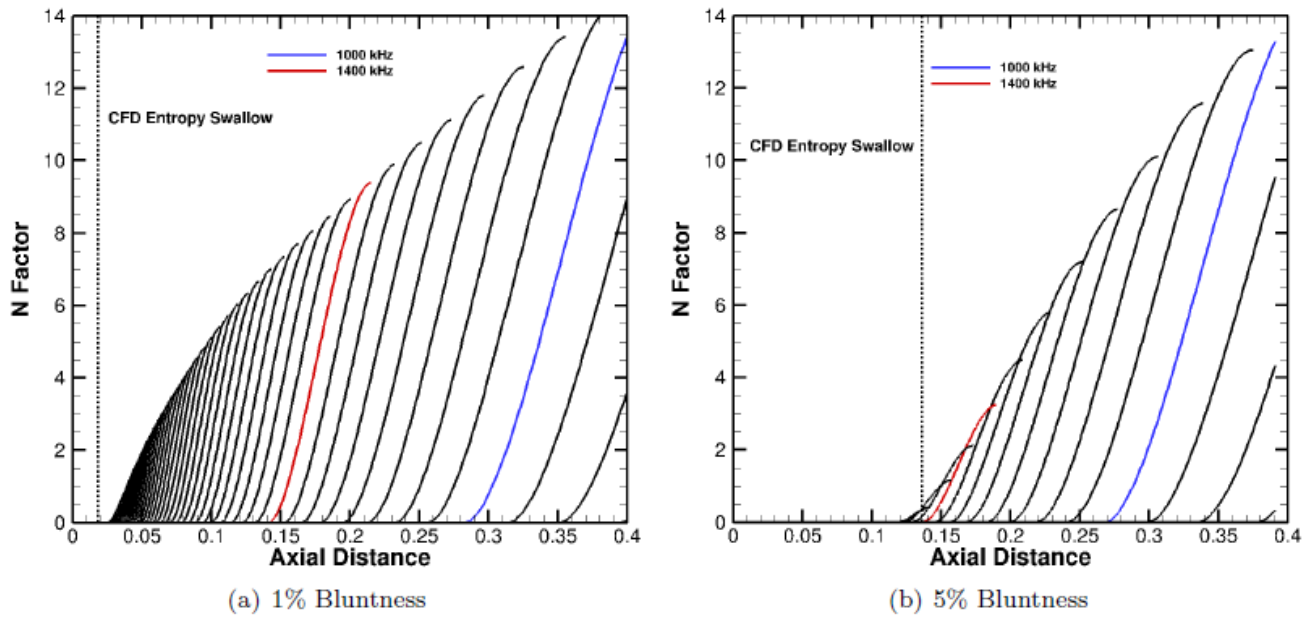 14
12
10
8
6
4
2
0
N Factor
1000 kHz
1400 kHz
CFD Entropy Swallow
0 0.05 0.1 0.15 0.2 0.25 0.3 0.35 0.4
Axial Distance
(a) 1% Bluntness
14
12
10
8
6
4
2
0
N Factor
1000 kHz
1400 kHz
CFD Entropy Swallow
0 0.05 0.1 0.15 0.2 0.25 0.3 0.35 0.4
Axial Distance
(b) 5% Bluntness